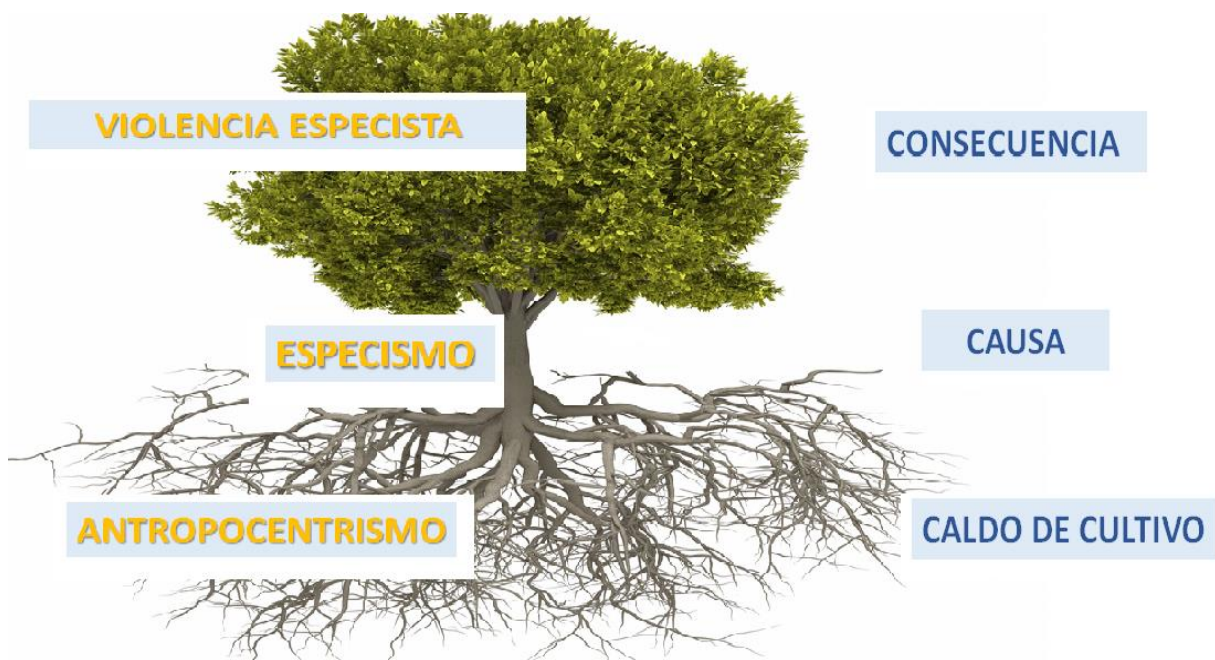 VIOLENCIA ESPECISTA
CONSECUENCIA
ESPECISMO
CAUSA
ANTROPOCENTRISMO
CALDO DE CULTIVO